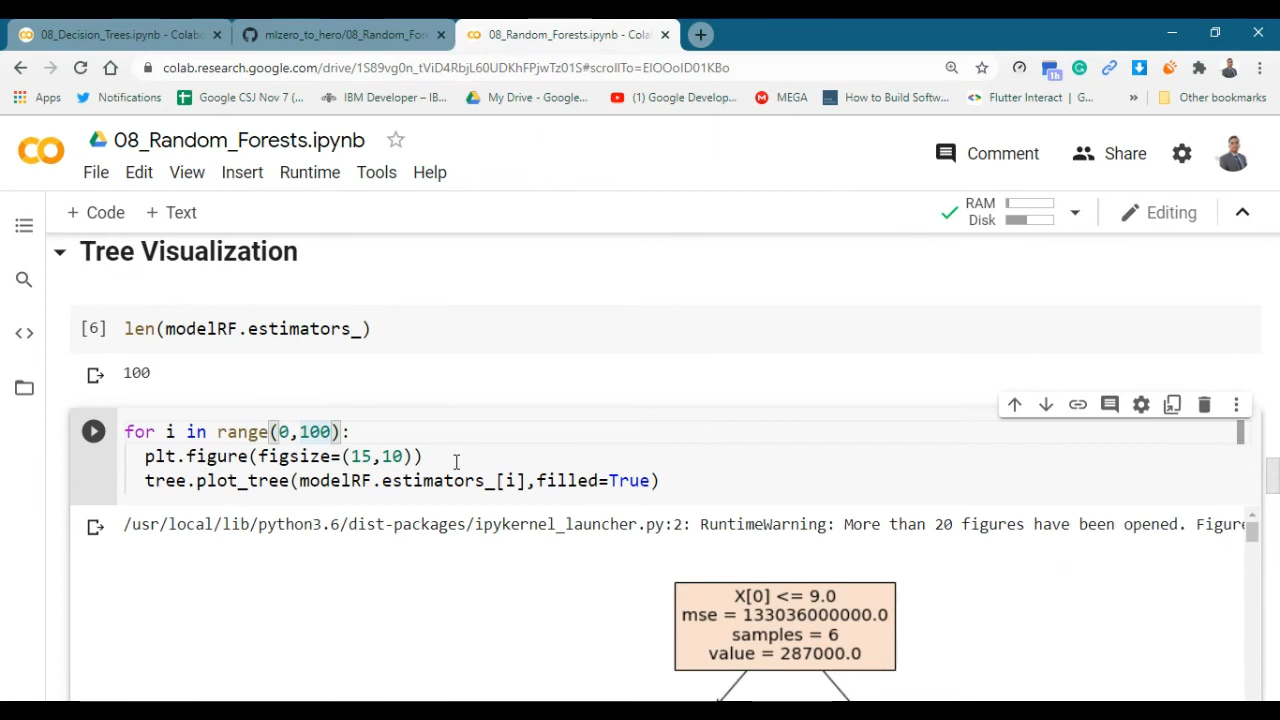 08_Decision_Trees.ipynb - Colab
mlzero_to_hero/08_Random_For
08_Random_Forests.ipynb - Cola
colab.research.google.com/drive/1S89vg0n_tViD4RbjL60UDKhFPjwTz01S#scrollTo=EIOOoID01KBo
1h
Apps
Notifications
Google CSJ Nov 7 (...
IBM Developer – IB...
My Drive - Google...
(1) Google Develop...
MEGA
How to Build Softw...
Flutter Interact | G...
»
Other bookmarks
08_Random_Forests.ipynb
Comment
Share
File Edit View Insert Runtime Tools Help
+ Code + Text
RAM
Disk
Editing
Tree Visualization
[6] len(modelRF.estimators_)
100
for i in range(0,100):
plt.figure(figsize=(15,10))
tree.plot_tree(modelRF.estimators_[i],filled=True)
/usr/local/lib/python3.6/dist-packages/ipykernel_launcher.py:2: RuntimeWarning: More than 20 figures have been opened. Figure
X[0] <= 9.0
mse = 133036000000.0
samples = 6
value = 287000.0